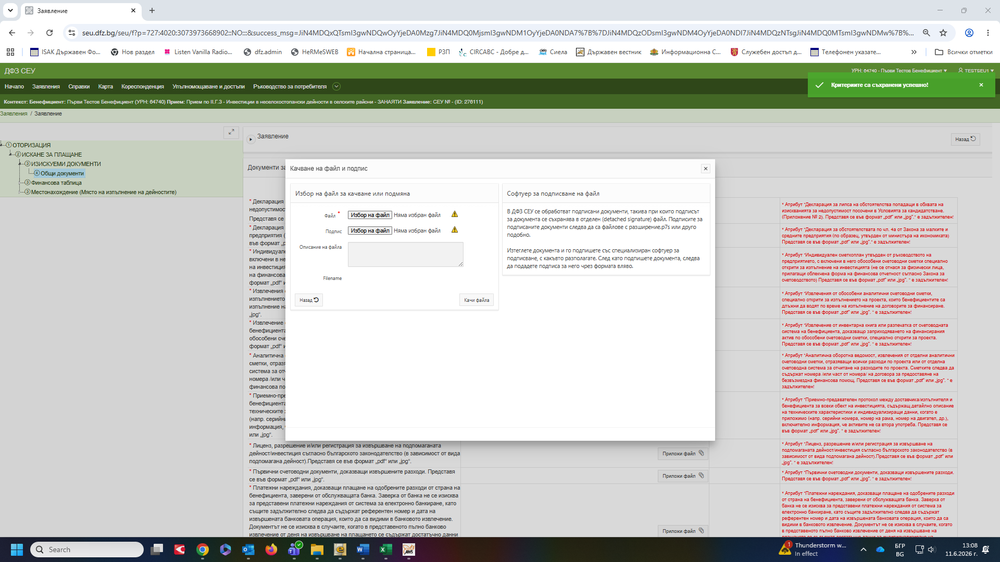 Заявление
seu.dfz.bg/seu/f?p=727:4020:3073973668902::NO:::&success_msg=JiN4MDQxQTsmI3gwNDQwOyYjeDA0Mzg7JiN4MDQ0MjsmI3gwNDM1OyYjeDA0NDA7%7B%7DJiN4MDQzODsmI3gwNDM4OyYjeDA0NDI7JiN4MDQzNTsgJiN4MDQ0MTsmI3gwNDMw%7B%...
ISAK Държавен Фо...
Нов раздел
Listen Vanilla Radio...
dfz.admin
HeRMeSWEB
Начална страница...
РЗП
CIRCABC - Добре д...
Сиела
Държавен вестник
Информационна С...
Служебен достъп д...
Телефонен указате...
Всички отметки
ДФЗ СЕУ
УРН: 64740 - Първи Тестов Бенефициент
TESTSEU1
Начало Заявления Справки Карта Кореспонденция Упълномощаване и достъпи Ръководство за потребителя
Критериите са съхранени успешно!
Контекст: Бенефициент: Първи Тестов Бенефициент (УРН: 64740) Прием: Прием по II.Г.3 - Инвестиции в неселскостопански дейности в селските райони - ЗАНАЯТИ Заявление: СЕУ № - (ID: 276111)
Заявления / Заявление
1 ОТОРИЗАЦИЯ
2 ИСКАНЕ ЗА ПЛАЩАНЕ
3 ИЗИСКУЕМИ ДОКУМЕНТИ
4 Общи документи
3 Финансова таблица
3 Местонахождение (Място на изпълнение на дейностите)
Заявление
Назад
Документи за
Качване на файл и подпис
Избор на файл за качване или подмяна
Файл *
Избор на файл Няма избран файл
Подпис
Избор на файл Няма избран файл
Описание на файла
Filename
Назад
Качи файла
Софтуер за подписване на файл
В ДФЗ СЕУ се обработват подписани документи, такива при които подписът
за документа се съхранява в отделен (detached signature) файл. Подписите за
подписаните документи следва да са файлове с разширение.p7s или друго
подобно.
Изтеглете документа и го подпишете със специализиран софтуер за
подписване, с какъвто разполагате. След като подпишете документа, следва
да подадете подписа за него чрез формата вляво.
* Декларация
недопустимос
Представя се
* Декларация
предприятия (
във формат „p
* Индивидуале
включени в не
на инвестиция
на финансова
формат „pdf“ и
* Извлечения
изпълнението
изпълнение на
„jpg“.
* Извлечение
бенефициента
обособени сче
формат „pdf“ и
* Аналитична
сметки, отразя
система за отч
номера /или ч
финансова по
* Приемно-пре
бенефициента
техническите х
(напр. серийни
информация,
или „jpg“.
* Лиценз, разрешение и/или регистрация за извършване на подпомаганата
дейност/инвестиция съгласно българското законодателство (в зависимост от вида
подпомагана дейност).Представя се във формат „pdf“ или „jpg“.
Приложи файл
* Първични счетоводни документи, доказващи извършените разходи. Представя
се във формат „pdf“ или „jpg“.
Приложи файл
* Платежни нареждания, доказващи плащане на одобрените разходи от страна на
бенефициента, заверени от обслужващата банка. Заверка от банка не се изисква
за представени платежни нареждания от система за електронно банкиране, като
същите задължително следва да съдържат референтен номер и дата на
извършената банковата операция, които да са видими в банковото извлечение.
Документът не се изисква в случаите, когато в представеното пълно банково
извлечение от деня на извършване на плащането се съдържат достатъчно данни
Приложи файл
* Атрибут "Декларация за липса на обстоятелства попадащи в обхвата на
изискванията за недопустимост посочени в Условията за кандидатстване.
(Приложение № 2). Представя се във формат „pdf“ или „jpg“." е задължителен!
* Атрибут "Декларация за обстоятелствата по чл. 4а от Закона за малките и
средните предприятия (по образец, утвърден от министъра на икономиката)
Представя се във формат „pdf“ или „jpg“." е задължителен!
* Атрибут "Индивидуален сметкоплан утвърден от ръководството на
предприятието, с включени в него обособени счетоводни сметки специално
открити за изпълнение на инвестицията (не се отнася за физически лица,
прилагащи облекчена форма на финансова отчетност съгласно Закона за
счетоводството) Представя се във формат „pdf“ или „jpg“. " е задължителен!
* Атрибут "Извлечения от обособени аналитични счетоводни сметки,
специално открити за изпълнението на проекта, които бенефициентите са
длъжни да водят по време на изпълнение на договорите за финансиране.
Представя се във формат „pdf“ или „jpg“. " е задължителен!
* Атрибут "Извлечение от инвентарна книга или разпечатка от счетоводната
система на бенефициента, доказващо заприходяването на финансирания
актив по обособени счетоводни сметки, специално открити за проекта.
Представя се във формат „pdf“ или „jpg“. " е задължителен!
* Атрибут "Аналитична оборотна ведомост, извлечения от отделни аналитични
счетоводни сметки, отразяващи всички разходи по проекта или от отделна
счетоводна система за отчитане на разходите по проекта. Сметките следва да
съдържат номера /или част от номера/ на договора за предоставяне на
безвъзмездна финансова помощ. Представя се във формат „pdf“ или „jpg“. " е
задължителен!
* Атрибут "Приемно-предавателен протокол между доставчика/изпълнителя и
бенефициента за всеки обект на инвестицията, съдържащ детайлно описание
на техническите характеристики и индивидуализиращи данни, когато е
приложимо (напр. серийни номера, номер на рама, номер на двигател, др.),
включително информация, че активите не са втора употреба. Представя се
във формат „pdf“ или „jpg“. " е задължителен!
* Атрибут "Лиценз, разрешение и/или регистрация за извършване на
подпомаганата дейност/инвестиция съгласно българското законодателство (в
зависимост от вида подпомагана дейност).Представя се във формат „pdf“ или
„jpg“. " е задължителен!
* Атрибут "Първични счетоводни документи, доказващи извършените разходи.
Представя се във формат „pdf“ или „jpg“. " е задължителен!
* Атрибут "Платежни нареждания, доказващи плащане на одобрените разходи
от страна на бенефициента, заверени от обслужващата банка. Заверка от
банка не се изисква за представени платежни нареждания от система за
електронно банкиране, като същите задължително следва да съдържат
референтен номер и дата на извършената банковата операция, които да са
видими в банковото извлечение. Документът не се изисква в случаите, когато
в представеното пълно банково извлечение от деня на извършване на
Search
1
Thunderstorm w...
In effect
БГР
BG
13:08
11.6.2026 г.